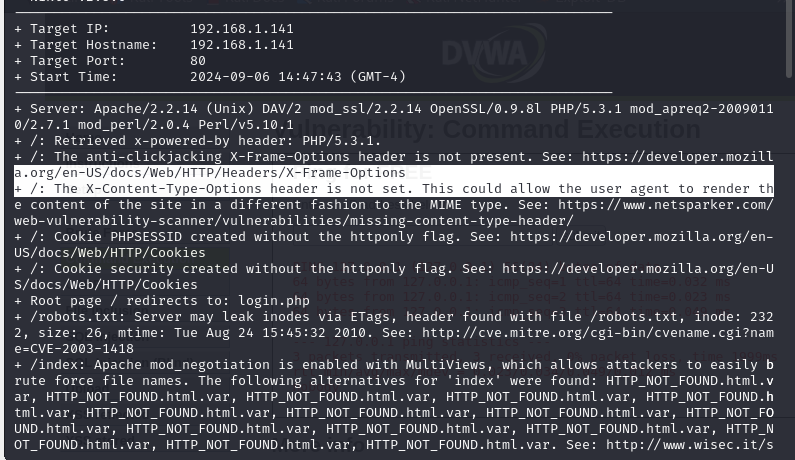 + Target IP:          192.168.1.141
+ Target Hostname:    192.168.1.141
+ Target Port:        80
+ Start Time:         2024-09-06 14:47:43 (GMT-4)
DVWA
+ Server: Apache/2.2.14 (Unix) DAV/2 mod_ssl/2.2.14 OpenSSL/0.9.8l PHP/5.3.1 mod_apreq2-2009011
0/2.7.1 mod_perl/2.0.4 Perl/v5.10.1
Vulnerability: Command Execution
+ /: Retrieved x-powered-by header: PHP/5.3.1.
+ /: The anti-clickjacking X-Frame-Options header is not present. See: https://developer.mozill
a.org/en-US/docs/Web/HTTP/Headers/X-Frame-Options
+ /: The X-Content-Type-Options header is not set. This could allow the user agent to render th
e content of the site in a different fashion to the MIME type. See: https://www.netsparker.com/
web-vulnerability-scanner/vulnerabilities/missing-content-type-header/
+ /: Cookie PHPSESSID created without the httponly flag. See: https://developer.mozilla.org/en-
US/docs/Web/HTTP/Cookies
+ /: Cookie security created without the httponly flag. See: https://developer.mozilla.org/en-U
S/docs/Web/HTTP/Cookies
+ Root page / redirects to: login.php
+ /robots.txt: Server may leak inodes via ETags, header found with file /robots.txt, inode: 232
2, size: 26, mtime: Tue Aug 24 15:45:32 2010. See: http://cve.mitre.org/cgi-bin/cvename.cgi?nam
e=CVE-2003-1418
+ /index: Apache mod_negotiation is enabled with MultiViews, which allows attackers to easily b
rute force file names. The following alternatives for 'index' were found: HTTP_NOT_FOUND.html.v
ar, HTTP_NOT_FOUND.html.var, HTTP_NOT_FOUND.html.var, HTTP_NOT_FOUND.html.var, HTTP_NOT_FOUND.h
tml.var, HTTP_NOT_FOUND.html.var, HTTP_NOT_FOUND.html.var, HTTP_NOT_FOUND.html.var, HTTP_NOT_FO
UND.html.var, HTTP_NOT_FOUND.html.var, HTTP_NOT_FOUND.html.var, HTTP_NOT_FOUND.html.var, HTTP_N
OT_FOUND.html.var, HTTP_NOT_FOUND.html.var, HTTP_NOT_FOUND.html.var. See: http://www.wisec.it/s